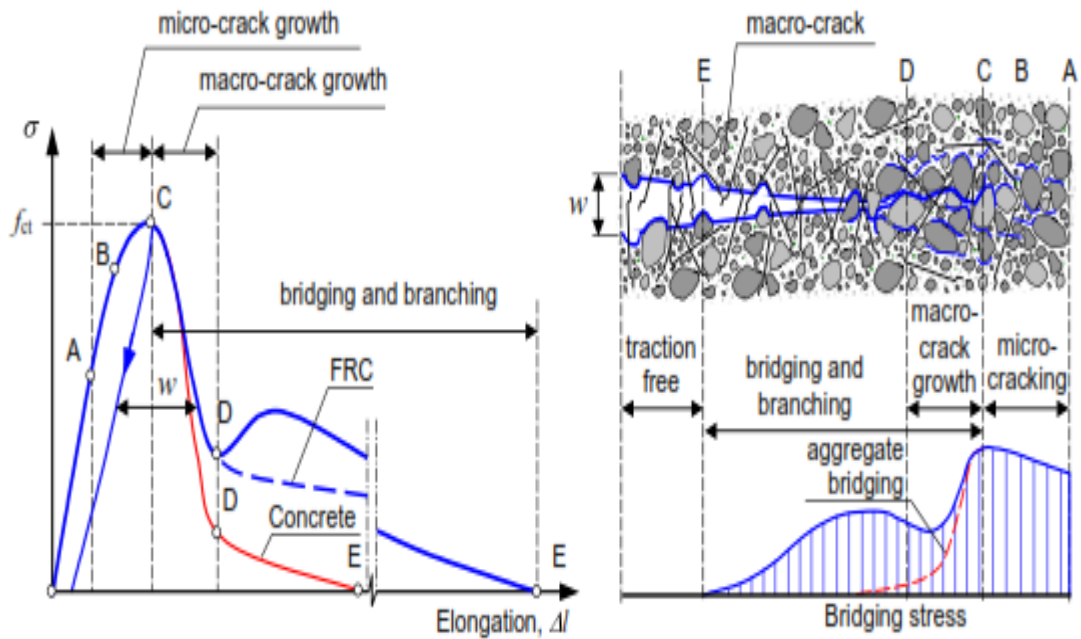 micro-crack growth
macro-crack growth
σ
C
fct
B
A
bridging and branching
w
FRC
D
D
Concrete
E
E
Elongation, Δl
macro-crack
E
D
C
B
A
w
traction
free
bridging and
branching
macro-
crack
growth
micro-
cracking
aggregate
bridging
Bridging stress